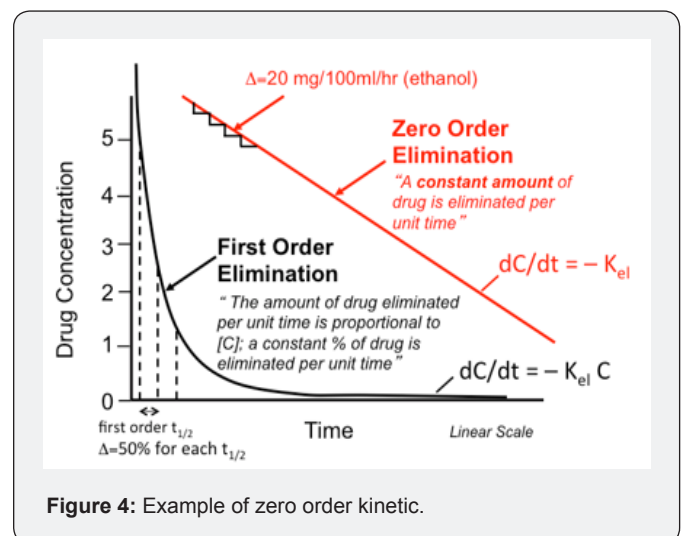 Δ=20 mg/100ml/hr (ethanol)
Zero Order
Elimination
“A constant amount of
drug is eliminated per
unit time”
dC/dt = – Kel
Drug Concentration
5
4
3
2
1
0
First Order
Elimination
“ The amount of drug eliminated
per unit time is proportional to
[C]; a constant % of drug is
eliminated per unit time”
dC/dt = – Kel C
first order t1/2
Δ=50% for each t1/2
Time
Linear Scale
Figure 4: Example of zero order kinetic.